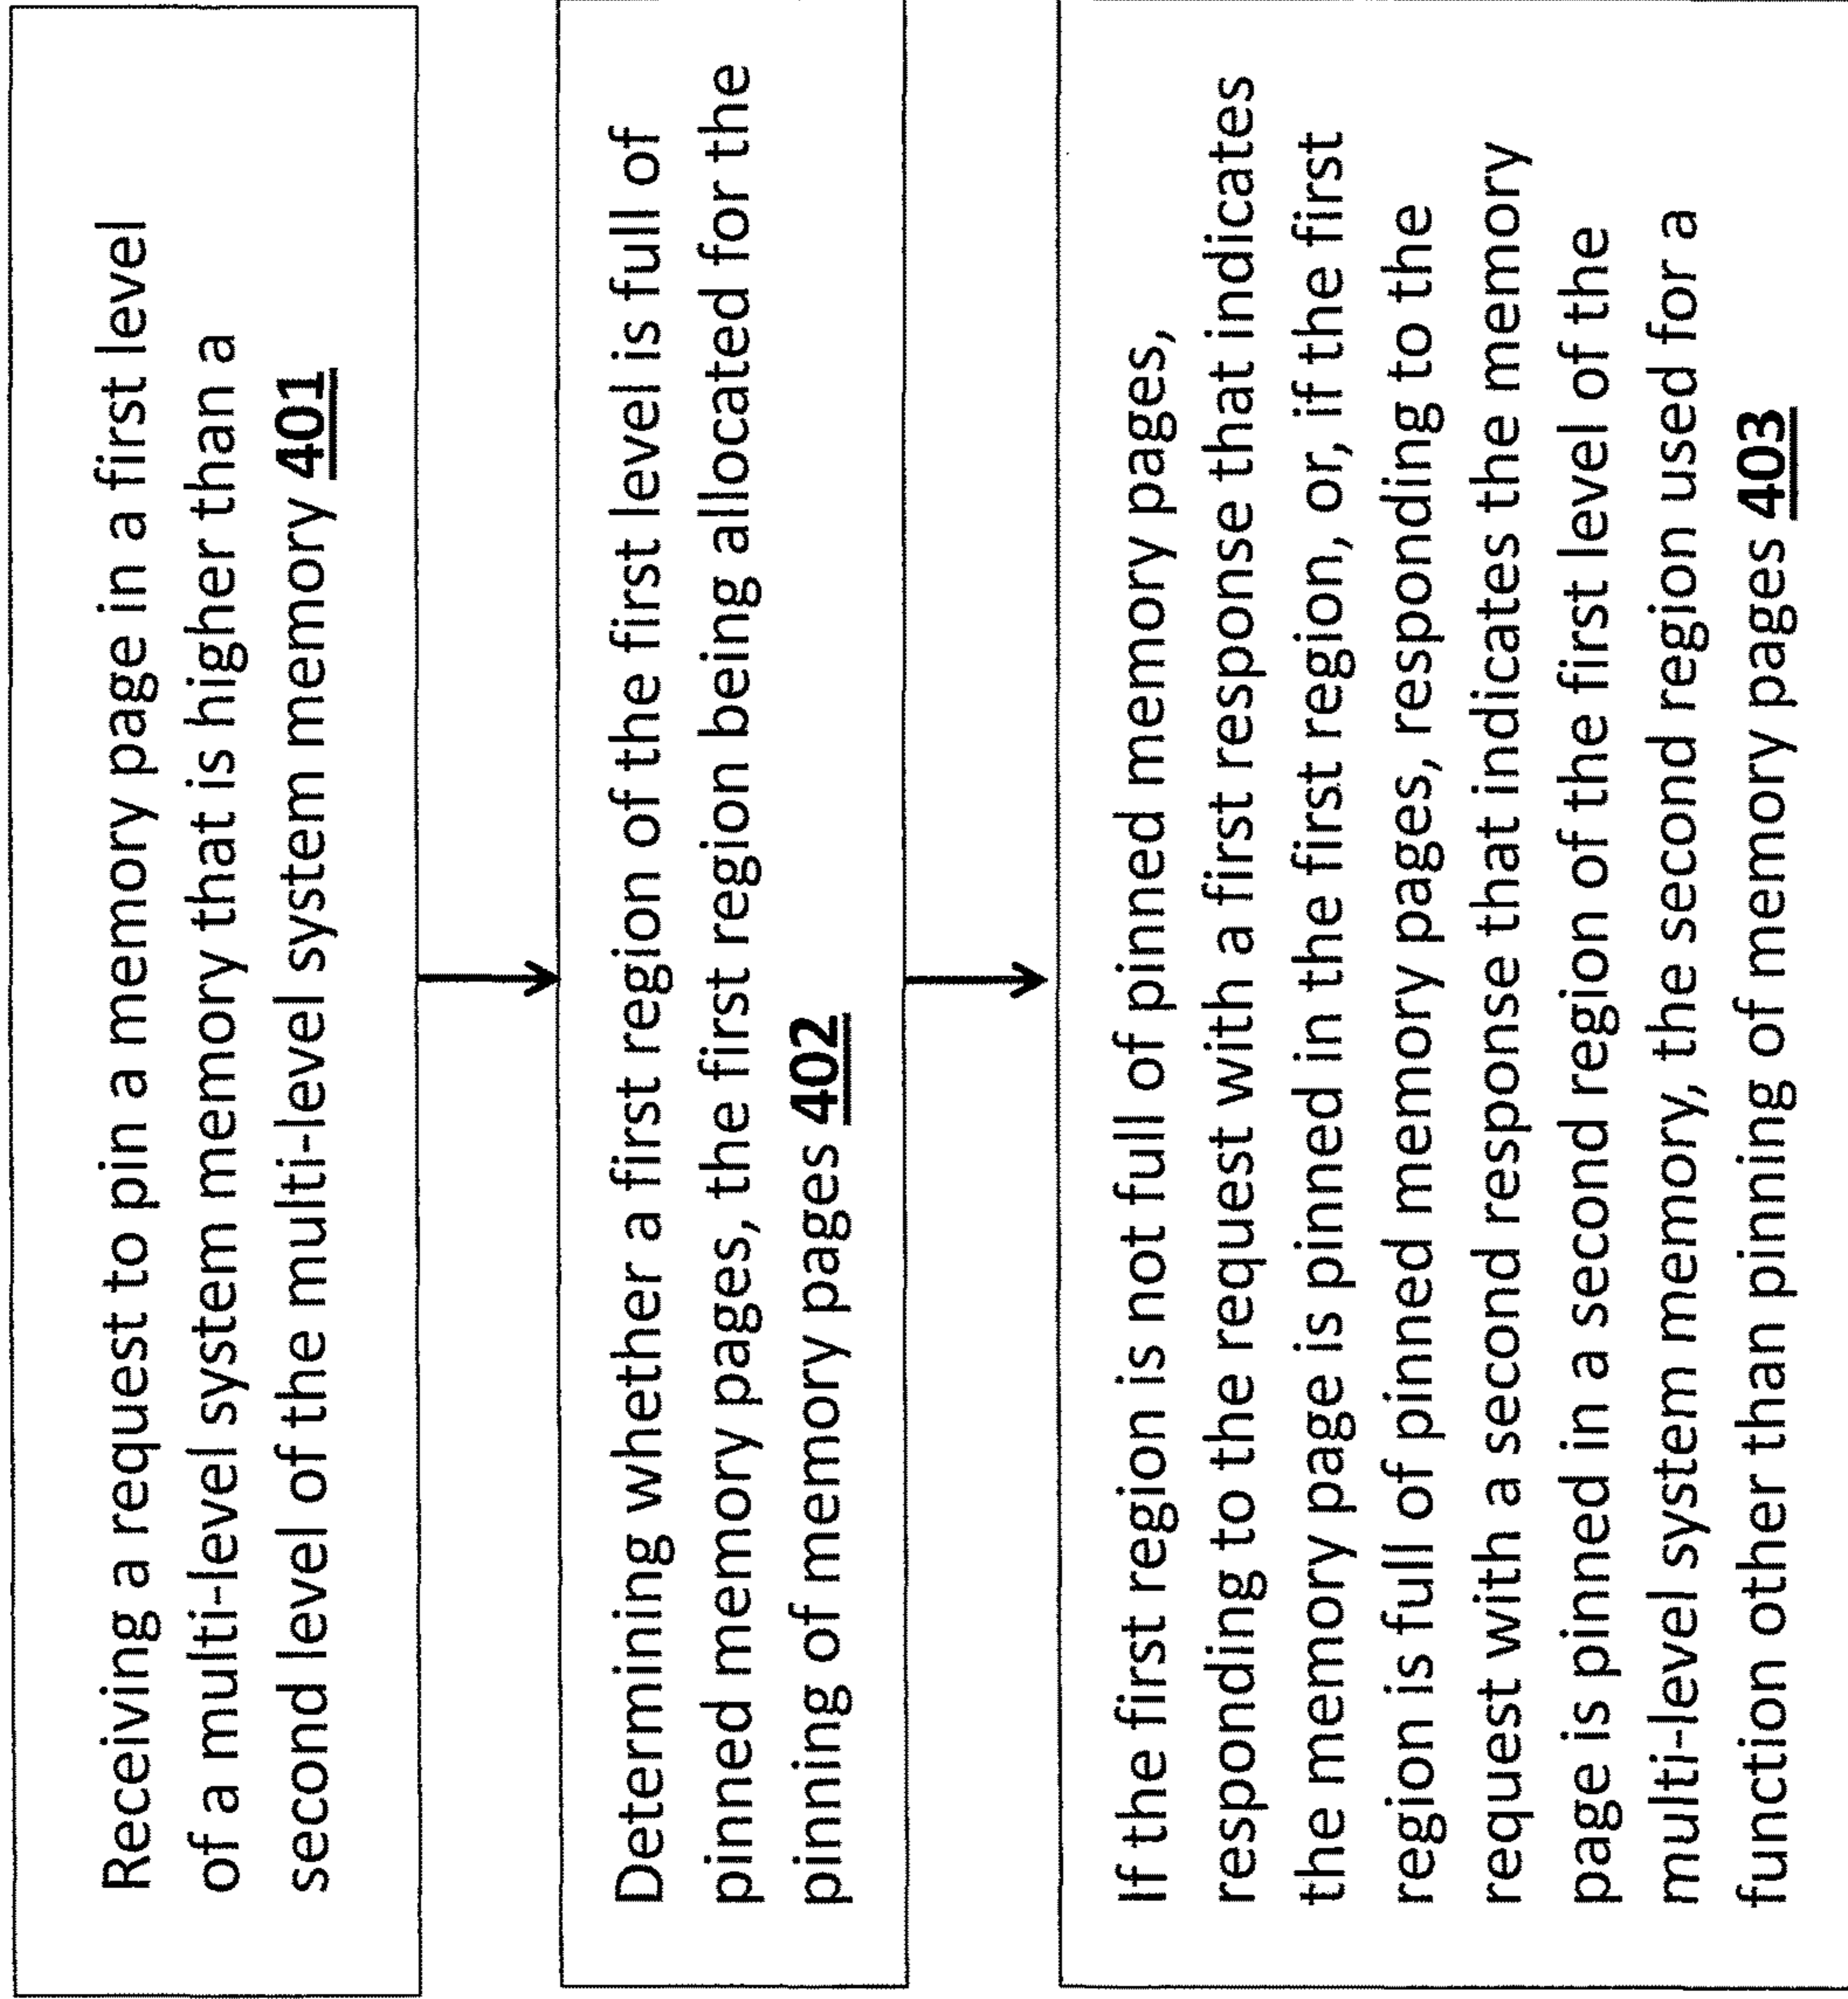 Receiving a request to pin a memory page in a first level
of a multi-level system memory that is higher than a
second level of the multi-level system memory 401
Determining whether a first region of the first level is full of
pinned memory pages, the first region being allocated for the
pinning of memory pages 402
If the first region is not full of pinned memory pages,
responding to the request with a first response that indicates
the memory page is pinned in the first region, or, if the first
region is full of pinned memory pages, responding to the
request with a second response that indicates the memory
page is pinned in a second region of the first level of the
multi-level system memory, the second region used for a
function other than pinning of memory pages 403